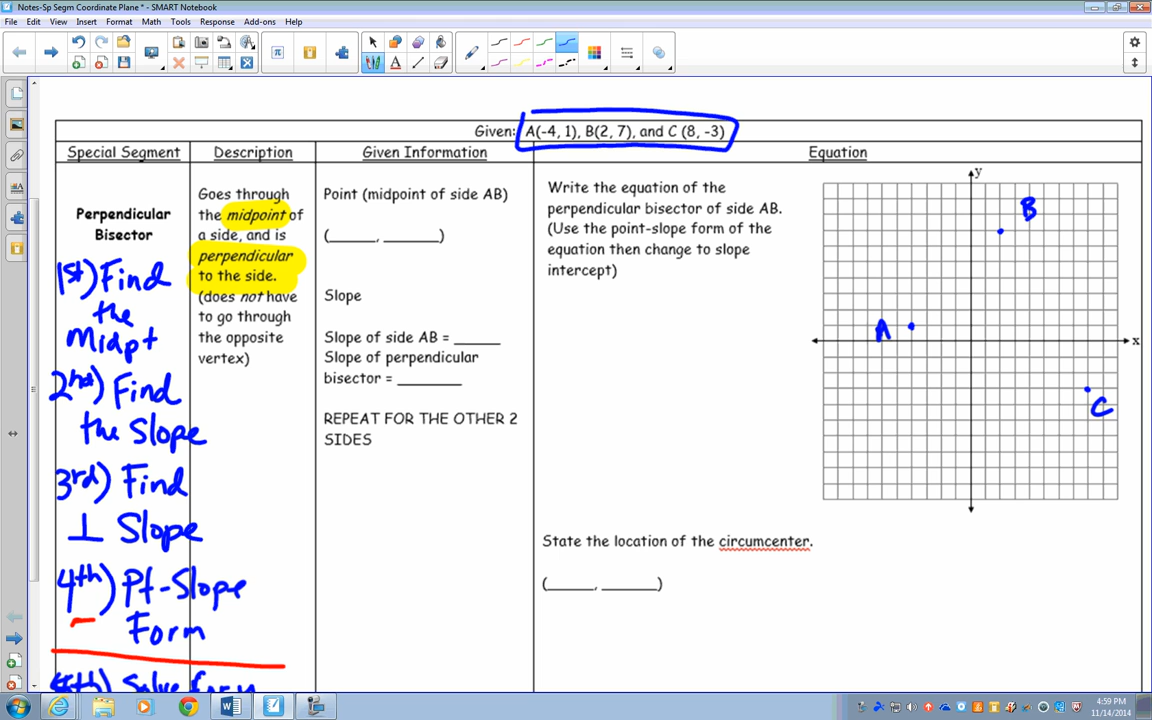 Notes-Sp Segm Coordinate Plane * - SMART Notebook
File Edit View Insert Format Math Tools Response Add-ons Help
Given: A(-4, 1), B(2, 7), and C (8, -3)
Special Segment
Description
Given Information
Equation
Perpendicular
Bisector
1st) Find
the
Midpt
2nd) Find
the Slope
3rd) Find
⊥ Slope
4th) Pt-Slope
Form
Goes through
the midpoint of
a side, and is
perpendicular
to the side.
(does not have
to go through
the opposite
vertex)
Point (midpoint of side AB)
(_____, ______)
Slope
Slope of side AB = _____
Slope of perpendicular
bisector = _______
REPEAT FOR THE OTHER 2
SIDES
Write the equation of the
perpendicular bisector of side AB.
(Use the point-slope form of the
equation then change to slope
intercept)
y
B
A
x
C
State the location of the circumcenter.
(_____, ______)
4:59 PM
11/14/2014